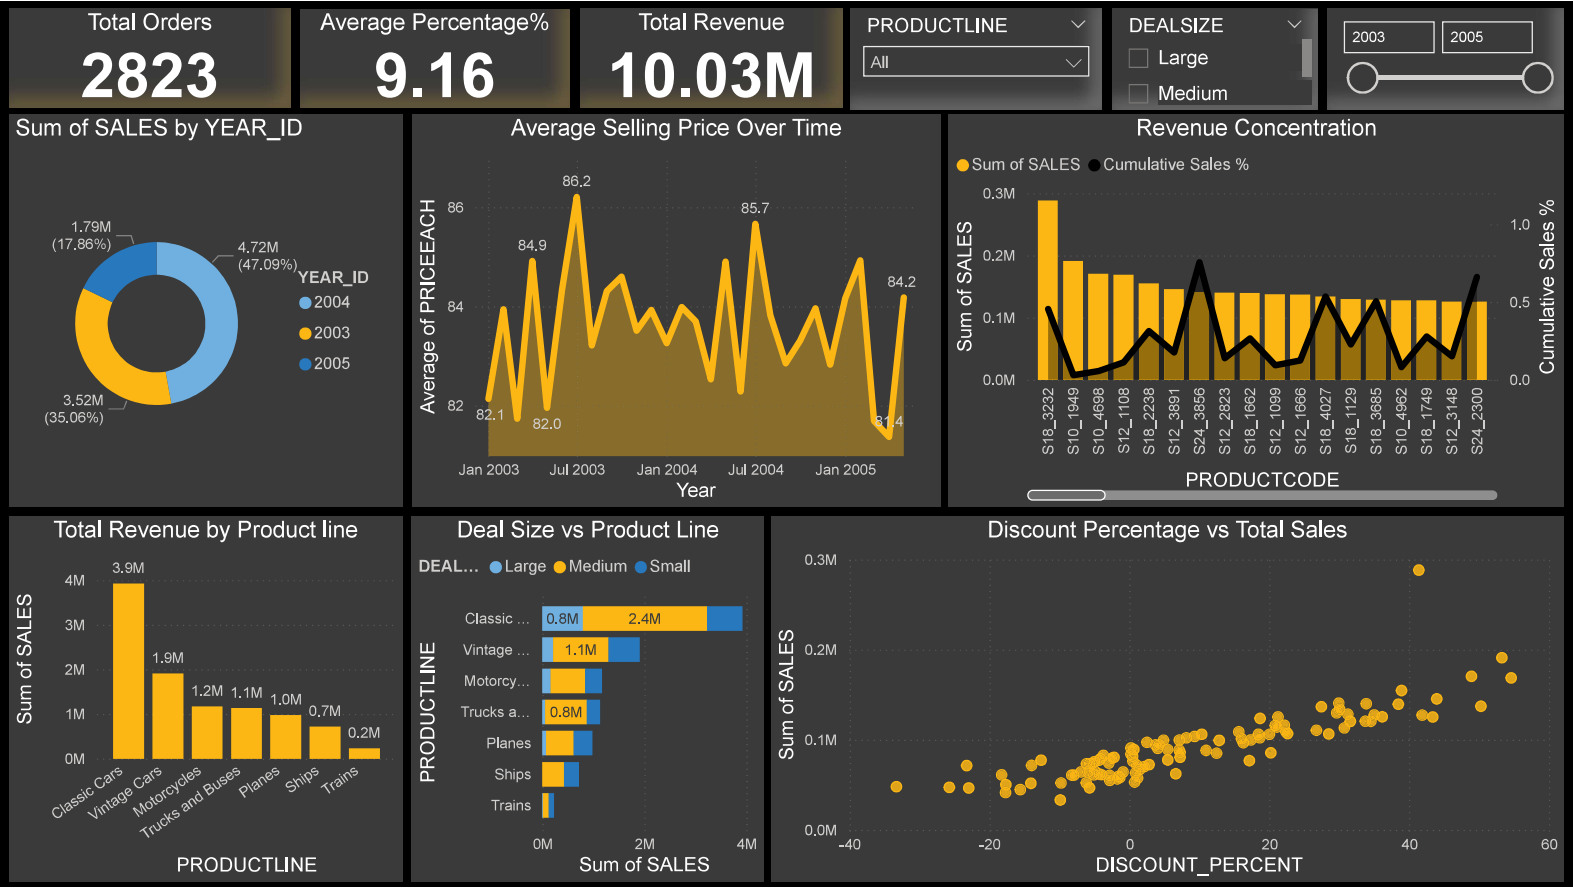 Total Orders
2823
Average Percentage%
9.16
Total Revenue
10.03M
PRODUCTLINE
All
DEALSIZE
Large
Medium
2003
2005
Sum of SALES by YEAR_ID
1.79M
(17.86%)
4.72M
(47.09%)
3.52M
(35.06%)
YEAR_ID
2004
2003
2005
Average Selling Price Over Time
Average of PRICEEACH
86
84
82
82.1
84.9
82.0
86.2
85.7
81.4
84.2
Jan 2003
Jul 2003
Jan 2004
Jul 2004
Jan 2005
Year
Revenue Concentration
Sum of SALES
Cumulative Sales %
Sum of SALES
0.3M
0.2M
0.1M
0.0M
1.0
0.5
0.0
Cumulative Sales %
S18_3232
S10_1949
S10_4698
S12_1108
S18_2238
S12_3891
S24_3856
S12_2823
S18_1662
S12_1099
S12_1666
S18_4027
S18_1129
S18_3685
S10_4962
S18_1749
S12_3148
S24_2300
PRODUCTCODE
Total Revenue by Product line
Sum of SALES
4M
3M
2M
1M
0M
3.9M
1.9M
1.2M
1.1M
1.0M
0.7M
0.2M
Classic Cars
Vintage Cars
Motorcycles
Trucks and Buses
Planes
Ships
Trains
PRODUCTLINE
Deal Size vs Product Line
DEAL...
Large
Medium
Small
PRODUCTLINE
Classic ...
0.8M
2.4M
Vintage ...
1.1M
Motorcy...
Trucks a...
0.8M
Planes
Ships
Trains
0M
2M
4M
Sum of SALES
Discount Percentage vs Total Sales
Sum of SALES
0.3M
0.2M
0.1M
0.0M
-40
-20
0
20
40
60
DISCOUNT_PERCENT